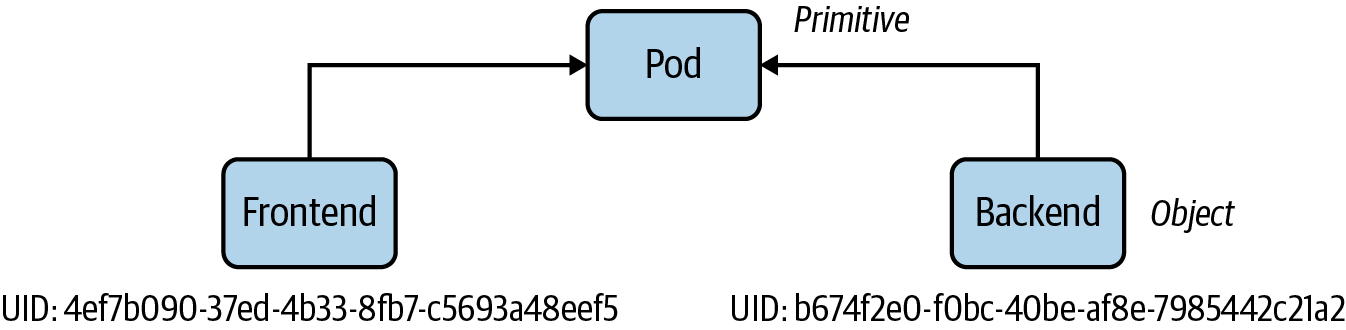 Primitive
Pod
Frontend
Backend
Object
UID: 4ef7b090-37ed-4b33-8fb7-c5693a48eef5
UID: b674f2e0-f0bc-40be-af8e-7985442c21a2